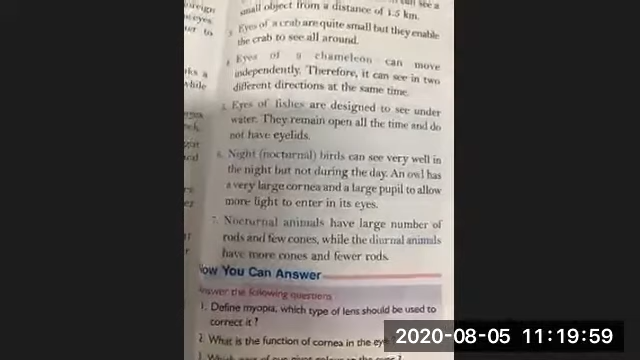 can see a
small object from a distance of 1.5 km.
3. Eyes of a crab are quite small but they enable
the crab to see all around.
4. Eyes of a chameleon can move
independently. Therefore, it can see in two
different directions at the same time.
5. Eyes of fishes are designed to see under
water. They remain open all the time and do
not have eyelids.
6. Night (nocturnal) birds can see very well in
the night but not during the day. An owl has
a very large cornea and a large pupil to allow
more light to enter in its eyes.
7. Nocturnal animals have large number of
rods and few cones, while the diurnal animals
have more cones and fewer rods.
Now You Can Answer
Answer the following questions
1. Define myopia, which type of lens should be used to
correct it ?
2. What is the function of cornea in the eye
2020-08-05 11:19:59